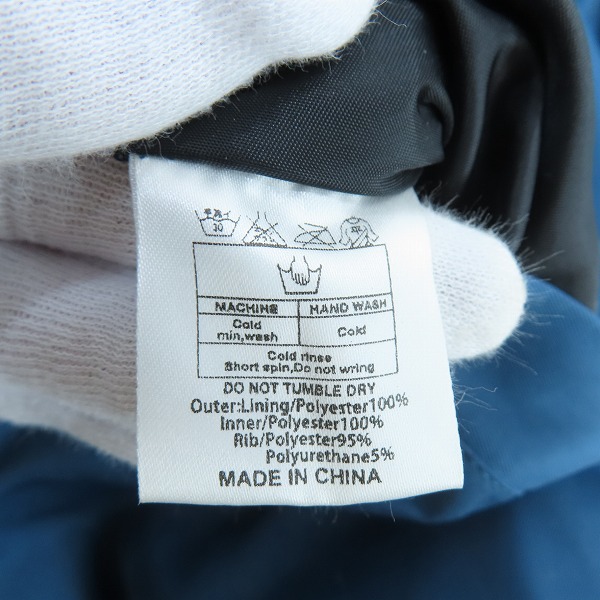 30
MACHINE HAND WASH
Cold Cold
min,wash
Cold rinse
Short spin,Do not wring
DO NOT TUMBLE DRY
Outer:Lining/Polyester100%
Inner/Polyester100%
Rib/Polyester95%
Polyurethane5%
MADE IN CHINA